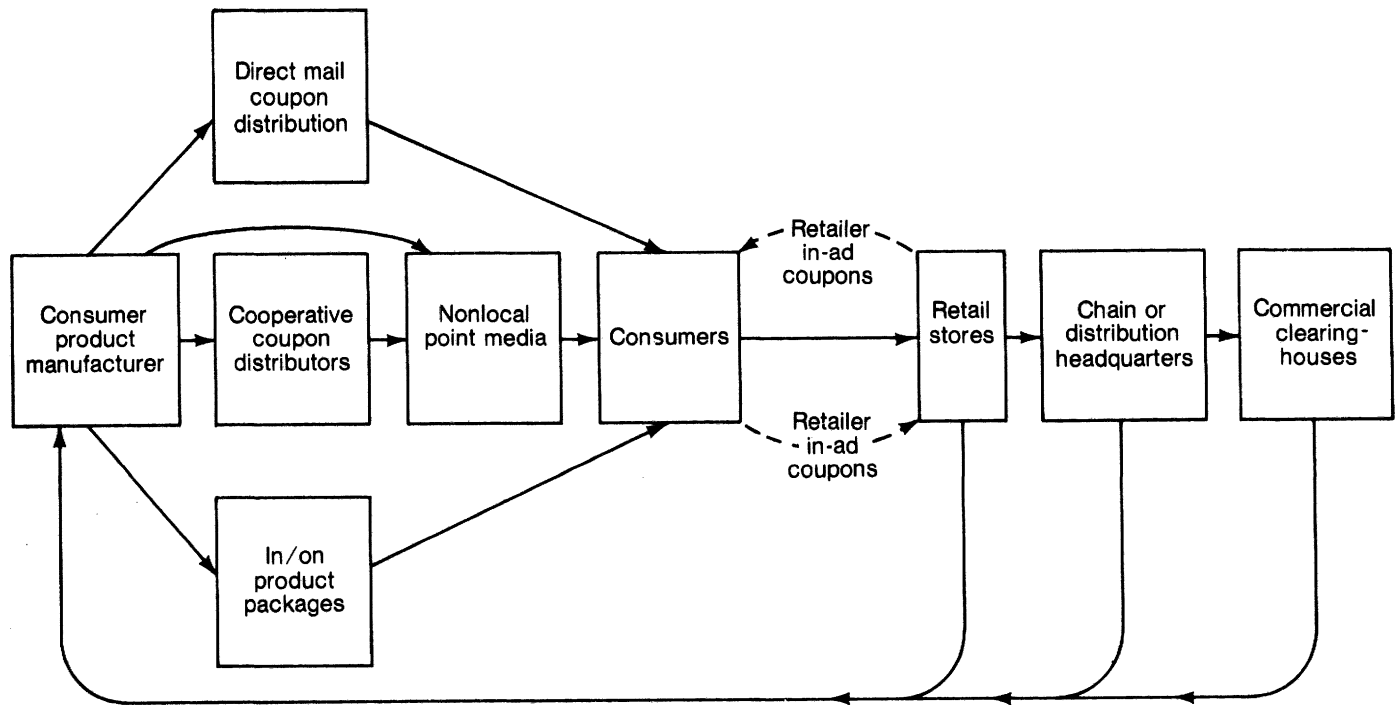 Direct mail
coupon
distribution
Consumer
product
manufacturer
Cooperative
coupon
distributors
Nonlocal
point media
Consumers
Retailer
in-ad
coupons
Retailer
in-ad
coupons
Retail
stores
Chain or
distribution
headquarters
Commercial
clearing-
houses
In/on
product
packages